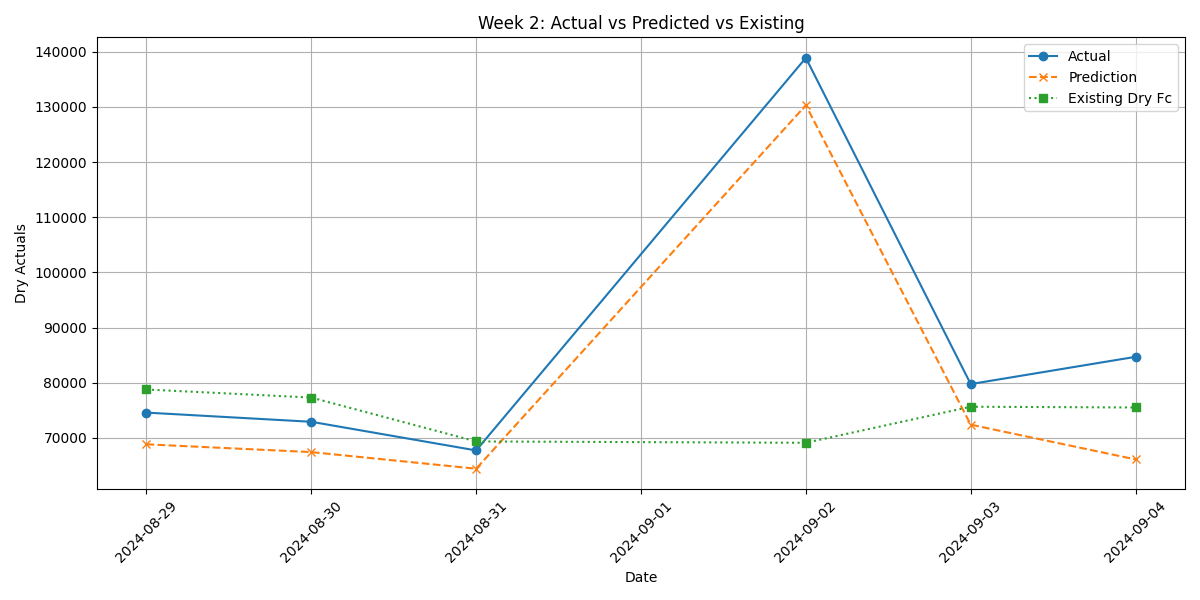 Week 2: Actual vs Predicted vs Existing
Actual
Prediction
Existing Dry Fc
140000
130000
120000
110000
100000
90000
80000
70000
Dry Actuals
2024-08-29
2024-08-30
2024-08-31
2024-09-01
2024-09-02
2024-09-03
2024-09-04
Date